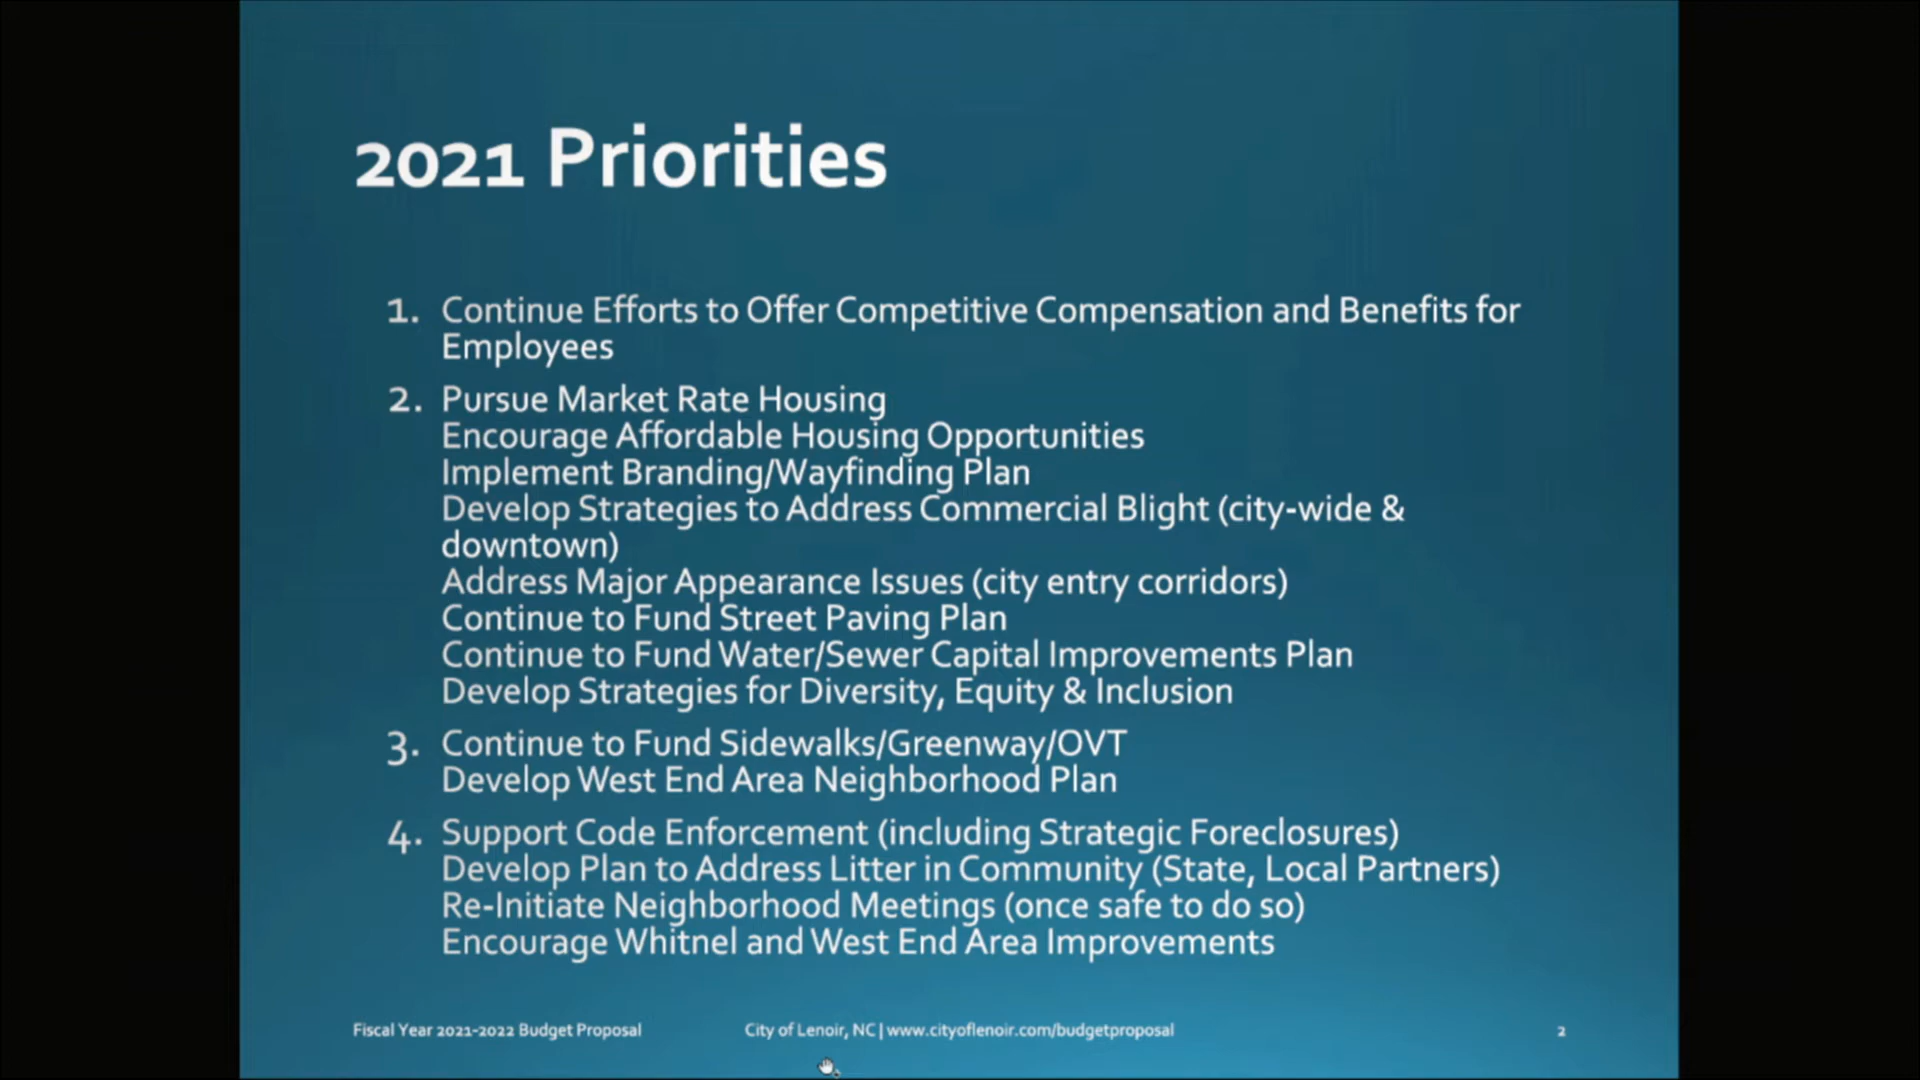 2021 Priorities
1. Continue Efforts to Offer Competitive Compensation and Benefits for
Employees
2. Pursue Market Rate Housing
Encourage Affordable Housing Opportunities
Implement Branding/Wayfinding Plan
Develop Strategies to Address Commercial Blight (city-wide &
downtown)
Address Major Appearance Issues (city entry corridors)
Continue to Fund Street Paving Plan
Continue to Fund Water/Sewer Capital Improvements Plan
Develop Strategies for Diversity, Equity & Inclusion
3. Continue to Fund Sidewalks/Greenway/OVT
Develop West End Area Neighborhood Plan
4. Support Code Enforcement (including Strategic Foreclosures)
Develop Plan to Address Litter in Community (State, Local Partners)
Re-Initiate Neighborhood Meetings (once safe to do so)
Encourage Whitnel and West End Area Improvements
Fiscal Year 2021-2022 Budget Proposal City of Lenoir, NC | www.cityoflenoir.com/budgetproposal 2